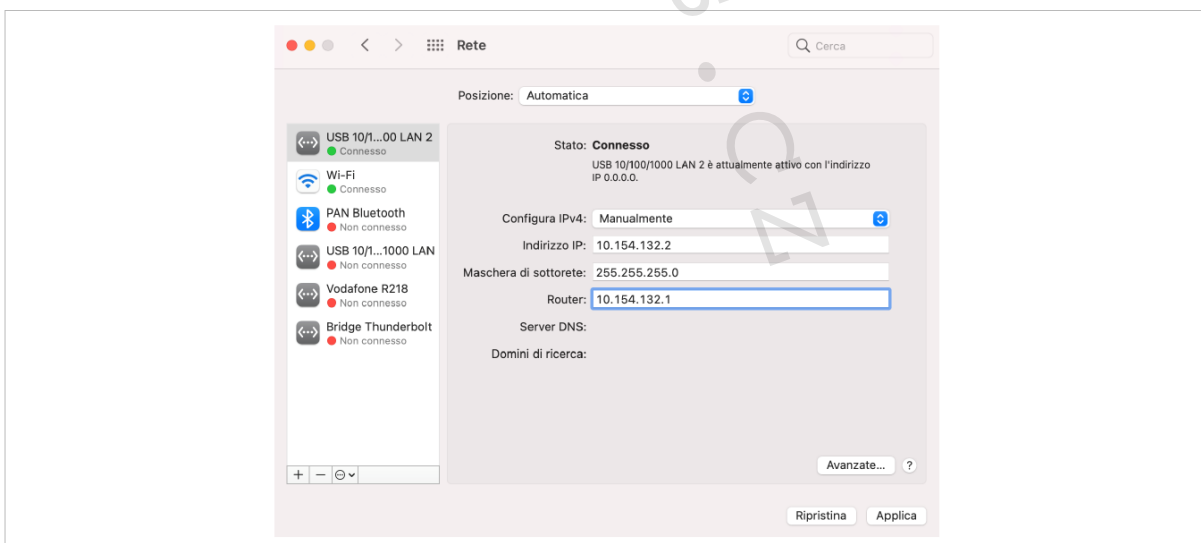 Rete
Cerca
Posizione: Automatica
USB 10/1...00 LAN 2
Connesso
Wi-Fi
Connesso
PAN Bluetooth
Non connesso
USB 10/1...1000 LAN
Non connesso
Vodafone R218
Non connesso
Bridge Thunderbolt
Non connesso
Stato: Connesso
USB 10/100/1000 LAN 2 è attualmente attivo con l'indirizzo
IP 0.0.0.0.
Configura IPv4: Manualmente
Indirizzo IP: 10.154.132.2
Maschera di sottorete: 255.255.255.0
Router: 10.154.132.1
Server DNS:
Domini di ricerca:
Avanzate... ?
Ripristina Applica
.CN